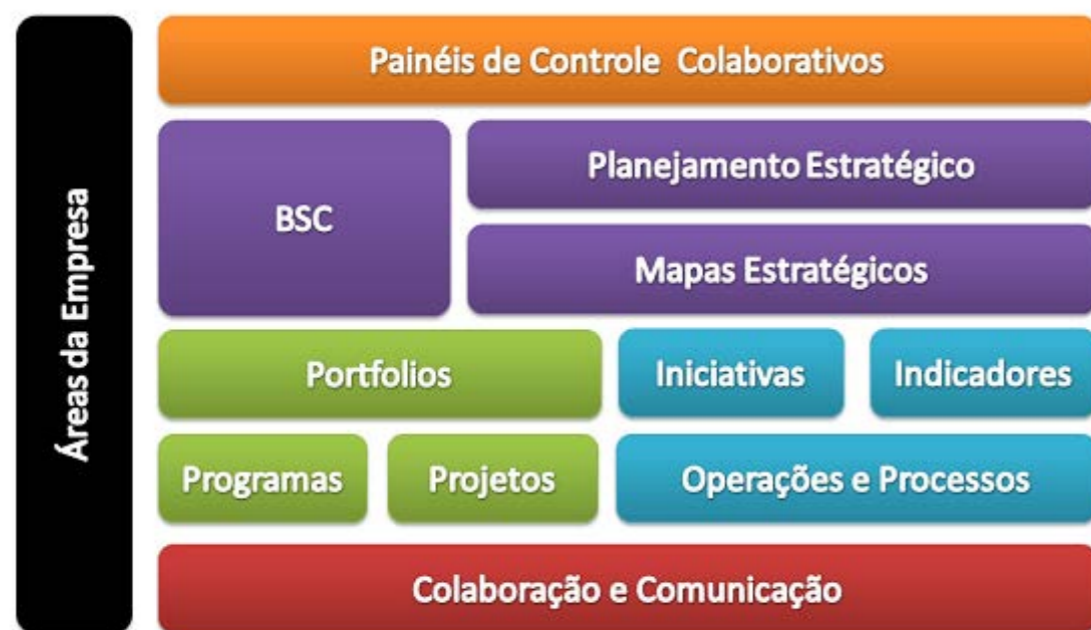 Áreas da Empresa
Painéis de Controle Colaborativos
BSC
Planejamento Estratégico
Mapas Estratégicos
Portfolios
Iniciativas
Indicadores
Programas
Projetos
Operações e Processos
Colaboração e Comunicação